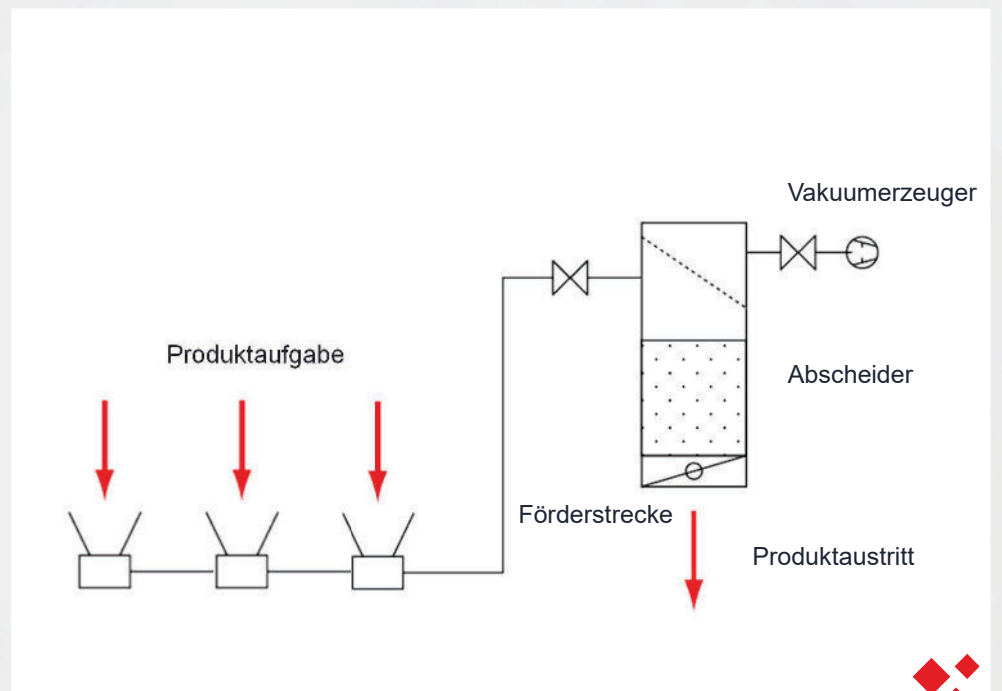 Vakuumerzeuger
Produktaufgabe
Abscheider
Förderstrecke
Produktaustritt